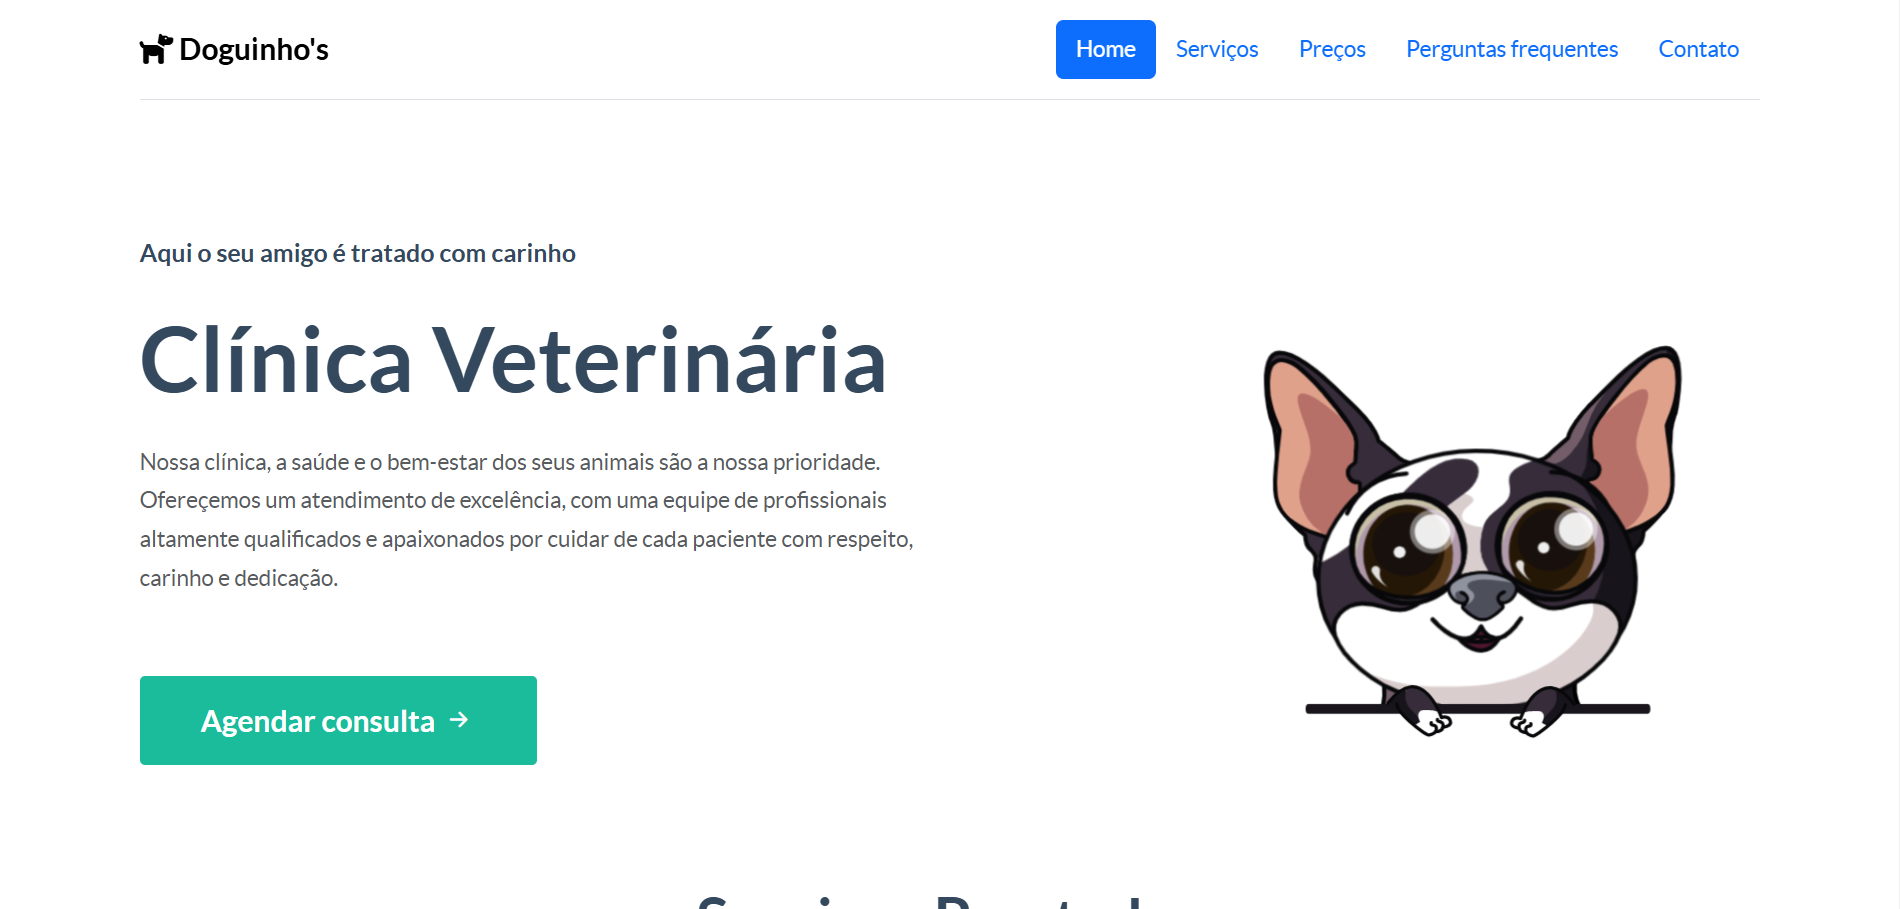 Doguinho's
Home Serviços Preços Perguntas frequentes Contato
Aqui o seu amigo é tratado com carinho
Clínica Veterinária
Nossa clínica, a saúde e o bem-estar dos seus animais são a nossa prioridade.
Ofereçemos um atendimento de excelência, com uma equipe de profissionais
altamente qualificados e apaixonados por cuidar de cada paciente com respeito,
carinho e dedicação.
Agendar consulta →